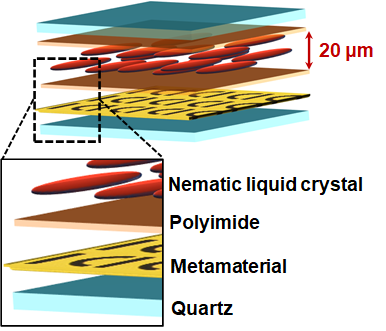 20 µm
Nematic liquid crystal
Polyimide
Metamaterial
Quartz